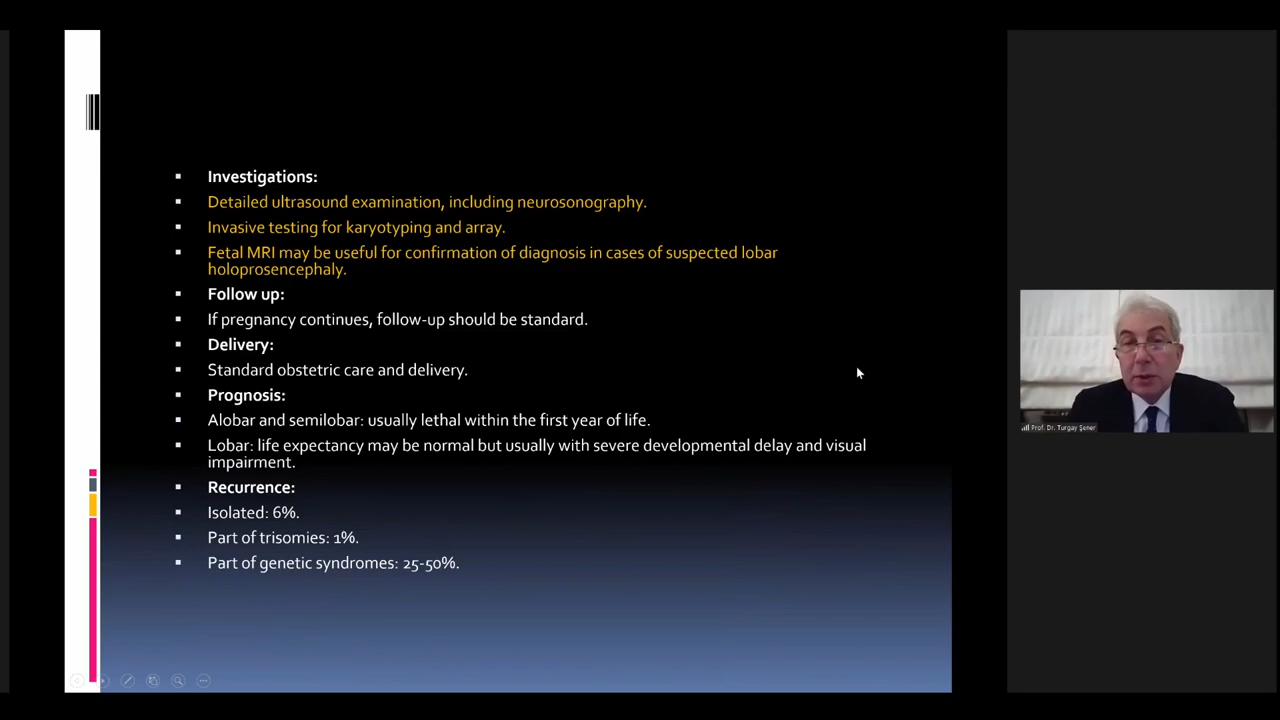 Investigations:
Detailed ultrasound examination, including neurosonography.
Invasive testing for karyotyping and array.
Fetal MRI may be useful for confirmation of diagnosis in cases of suspected lobar
holoprosencephaly.
Follow up:
If pregnancy continues, follow-up should be standard.
Delivery:
Standard obstetric care and delivery.
Prognosis:
Alobar and semilobar: usually lethal within the first year of life.
Lobar: life expectancy may be normal but usually with severe developmental delay and visual
impairment.
Recurrence:
Isolated: 6%.
Part of trisomies: 1%.
Part of genetic syndromes: 25-50%.
Prof. Dr. Turgay Şener